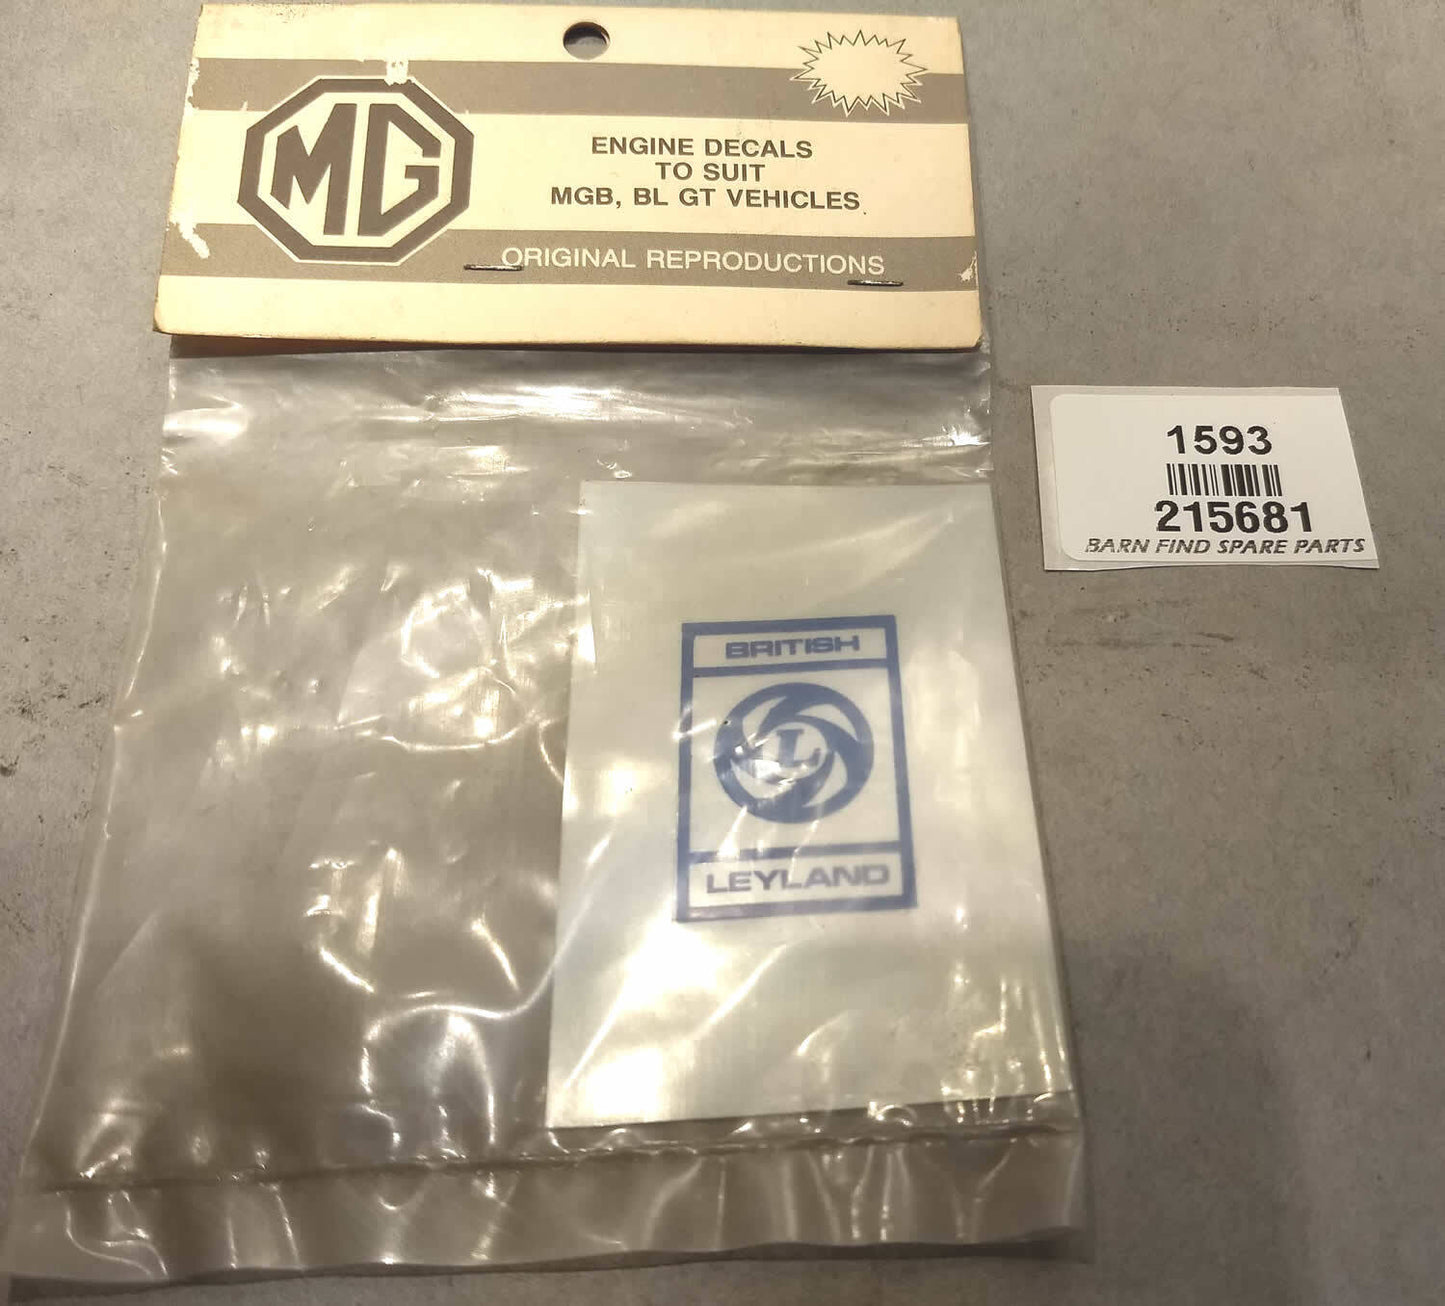 MG
ENGINE DECALS
TO SUIT
MGB, BL GT VEHICLES
ORIGINAL REPRODUCTIONS
1593
215681
BARN FIND SPARE PARTS
BRITISH
L
LEYLAND